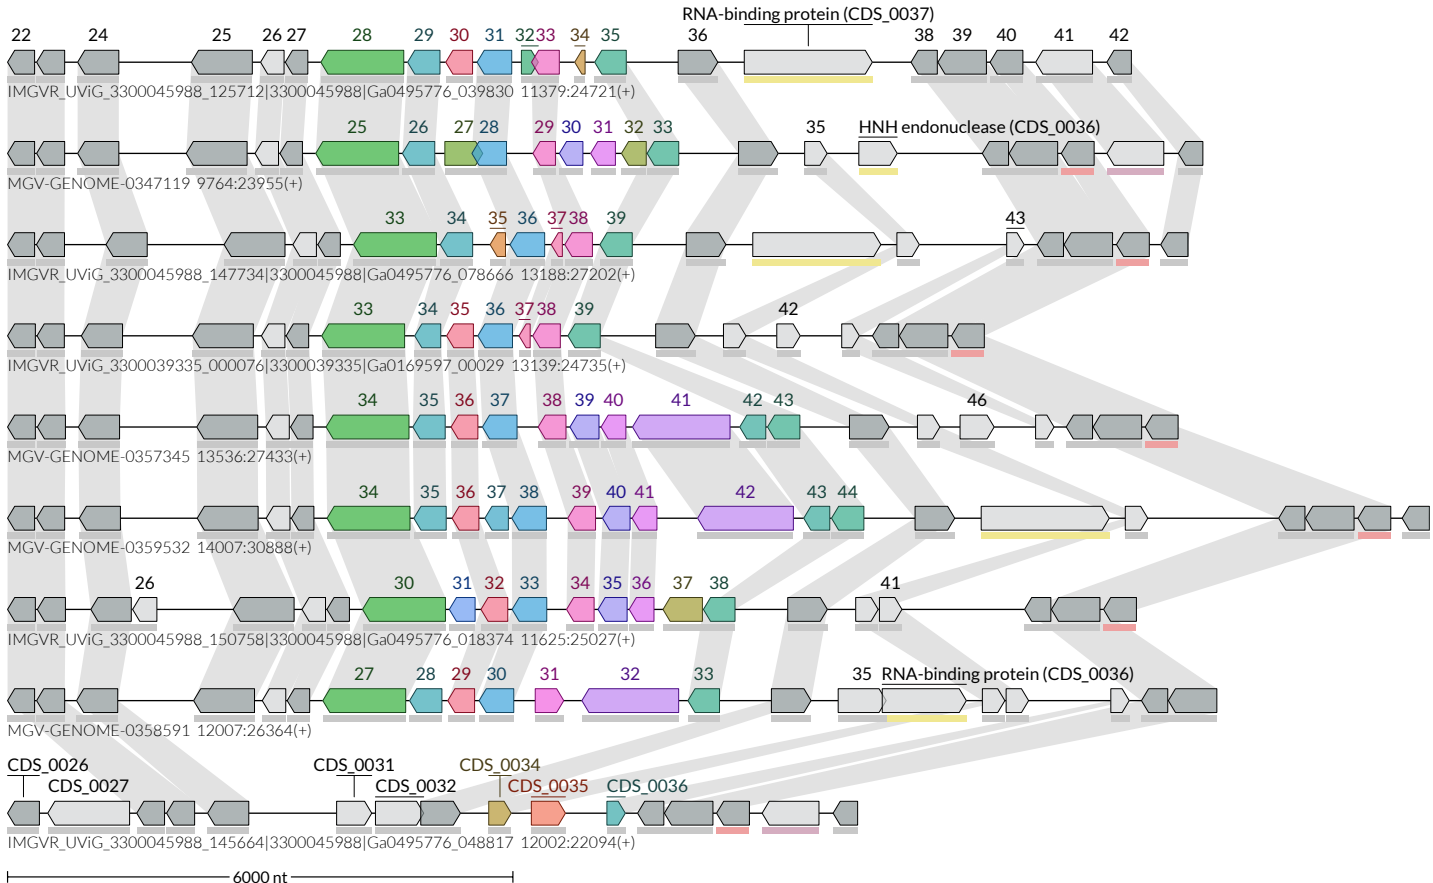 RNA-binding protein (CDS_0037)
22 24 25 26 27 28 29 30 31 32 33 34 35 36 38 39 40 41 42
IMGVR_UViG_3300045988_125712|3300045988|Ga0495776_039830 11379:24721(+)
25 26 27 28 29 30 31 32 33 35 HNH endonuclease (CDS_0036)
MGV-GENOME-0347119 9764:23955(+)
33 34 35 36 37 38 39 43
IMGVR_UViG_3300045988_147734|3300045988|Ga0495776_078666 13188:27202(+)
33 34 35 36 37 38 39 42
IMGVR_UViG_3300039335_000076|3300039335|Ga0169597_00029 13139:24735(+)
34 35 36 37 38 39 40 41 42 43 46
MGV-GENOME-0357345 13536:27433(+)
34 35 36 37 38 39 40 41 42 43 44
MGV-GENOME-0359532 14007:30888(+)
26 30 31 32 33 34 35 36 37 38 41
IMGVR_UViG_3300045988_150758|3300045988|Ga0495776_018374 11625:25027(+)
27 28 29 30 31 32 33 35 RNA-binding protein (CDS_0036)
MGV-GENOME-0358591 12007:26364(+)
CDS_0026 CDS_0031 CDS_0034
CDS_0027 CDS_0032 CDS_0035 CDS_0036
IMGVR_UViG_3300045988_145664|3300045988|Ga0495776_048817 12002:22094(+)
6000 nt